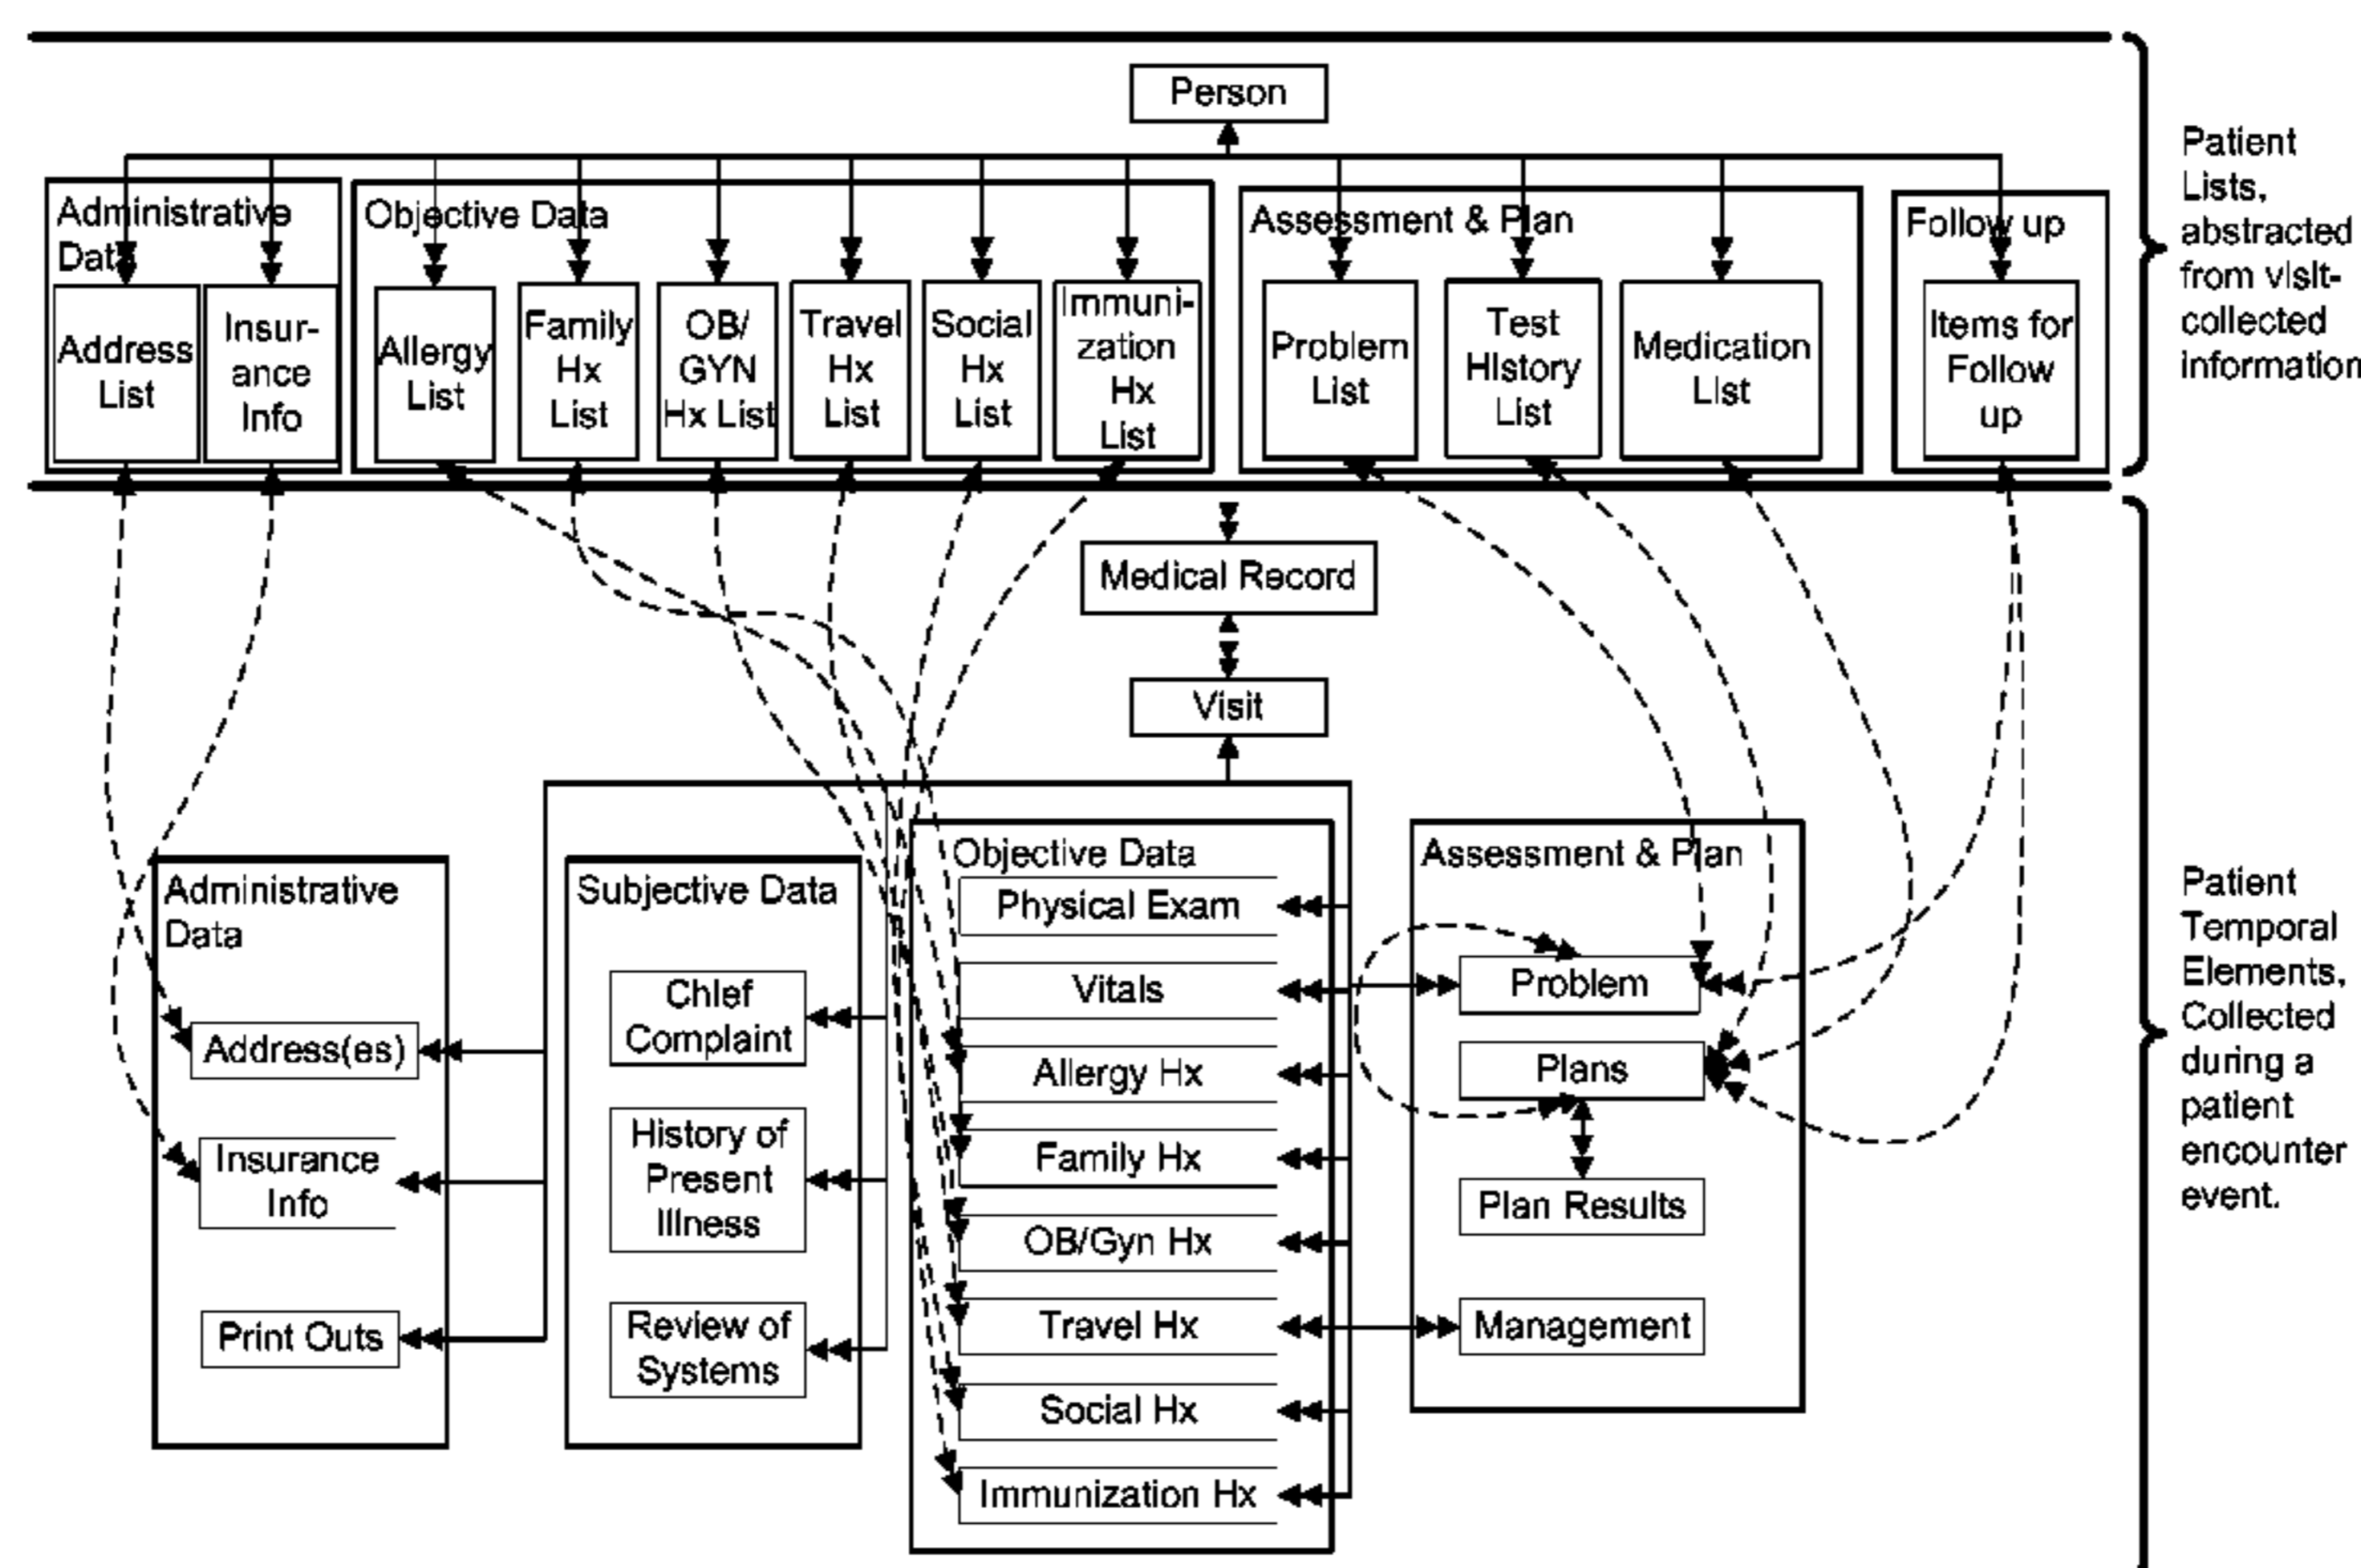 Person
Patient
Lists,
abstracted
from visit-
collected
information
Administrative
Data
Address
List
Insur-
ance
Info
Objective Data
Allergy
List
Family
Hx
List
OB/
GYN
Hx List
Travel
Hx
List
Social
Hx
List
Immuni-
zation
Hx
List
Assessment & Plan
Problem
List
Test
History
List
Medication
List
Follow up
Items for
Follow
up
Medical Record
Visit
Administrative
Data
Address(es)
Insurance
Info
Print Outs
Subjective Data
Chief
Complaint
History of
Present
Illness
Review of
Systems
Objective Data
Physical Exam
Vitals
Allergy Hx
Family Hx
OB/Gyn Hx
Travel Hx
Social Hx
Immunization Hx
Assessment & Plan
Problem
Plans
Plan Results
Management
Patient
Temporal
Elements,
Collected
during a
patient
encounter
event.